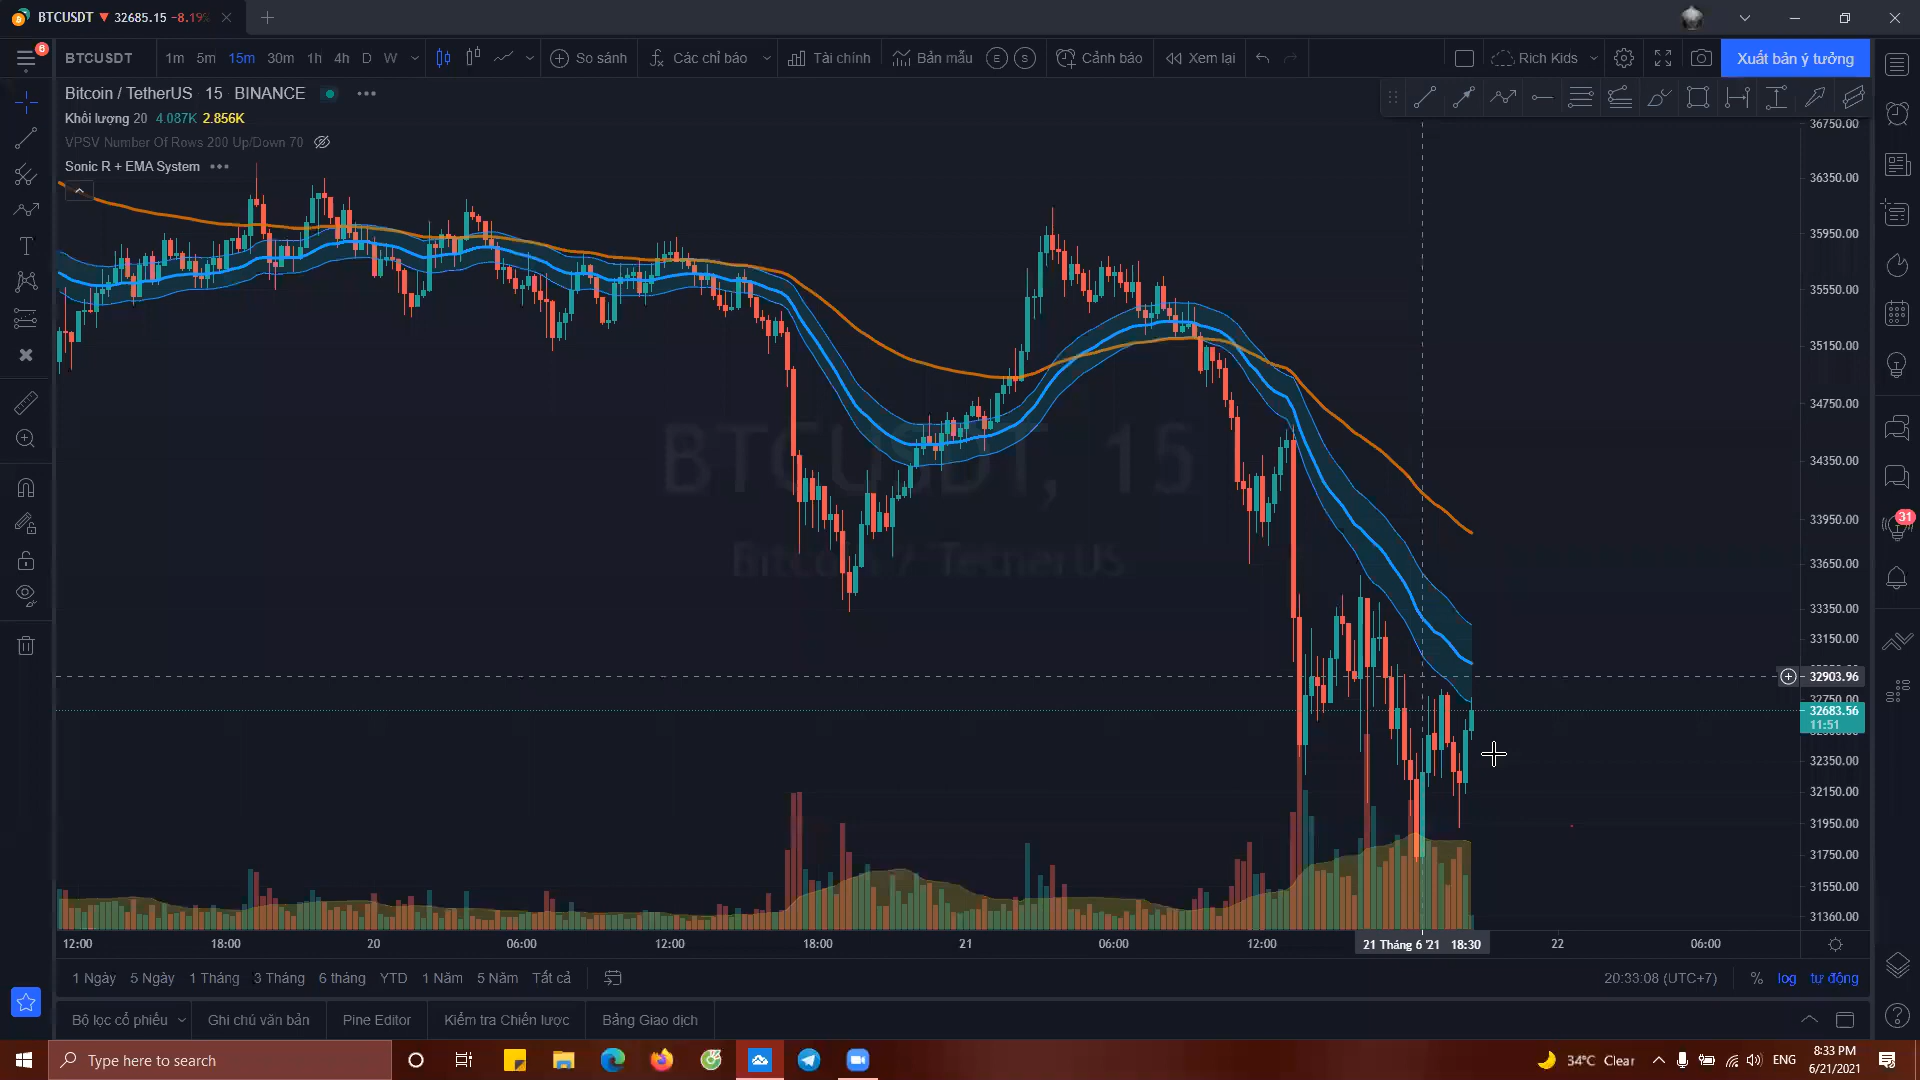 BTCUSDT ▼ 32685.15 −8.19%
6 BTCUSDT 1m 5m 15m 30m 1h 4h D W So sánh Các chỉ báo Tài chính Bản mẫu E S Cảnh báo Xem lại Rich Kids Xuất bản ý tưởng
Bitcoin / TetherUS 15 BINANCE
Khối lượng 20 4.087K 2.856K
VPSV Number Of Rows 200 Up/Down 70
Sonic R + EMA System
BTCUSDT, 15
Bitcoin / TetherUS
36750.00
36350.00
35950.00
35550.00
35150.00
34750.00
34350.00
33950.00
33650.00
33350.00
33150.00
32903.96
32750.00
32683.56
11:51
32350.00
32150.00
31950.00
31750.00
31550.00
31360.00
31
12:00 18:00 20 06:00 12:00 18:00 21 06:00 12:00 21 Tháng 6 '21 18:30 22 06:00
1 Ngày 5 Ngày 1 Tháng 3 Tháng 6 tháng YTD 1 Năm 5 Năm Tất cả 20:33:08 (UTC+7) % log tự động
Bộ lọc cổ phiếu Ghi chú văn bản Pine Editor Kiểm tra Chiến lược Bảng Giao dịch
Type here to search 34°C Clear ENG 8:33 PM
6/21/2021